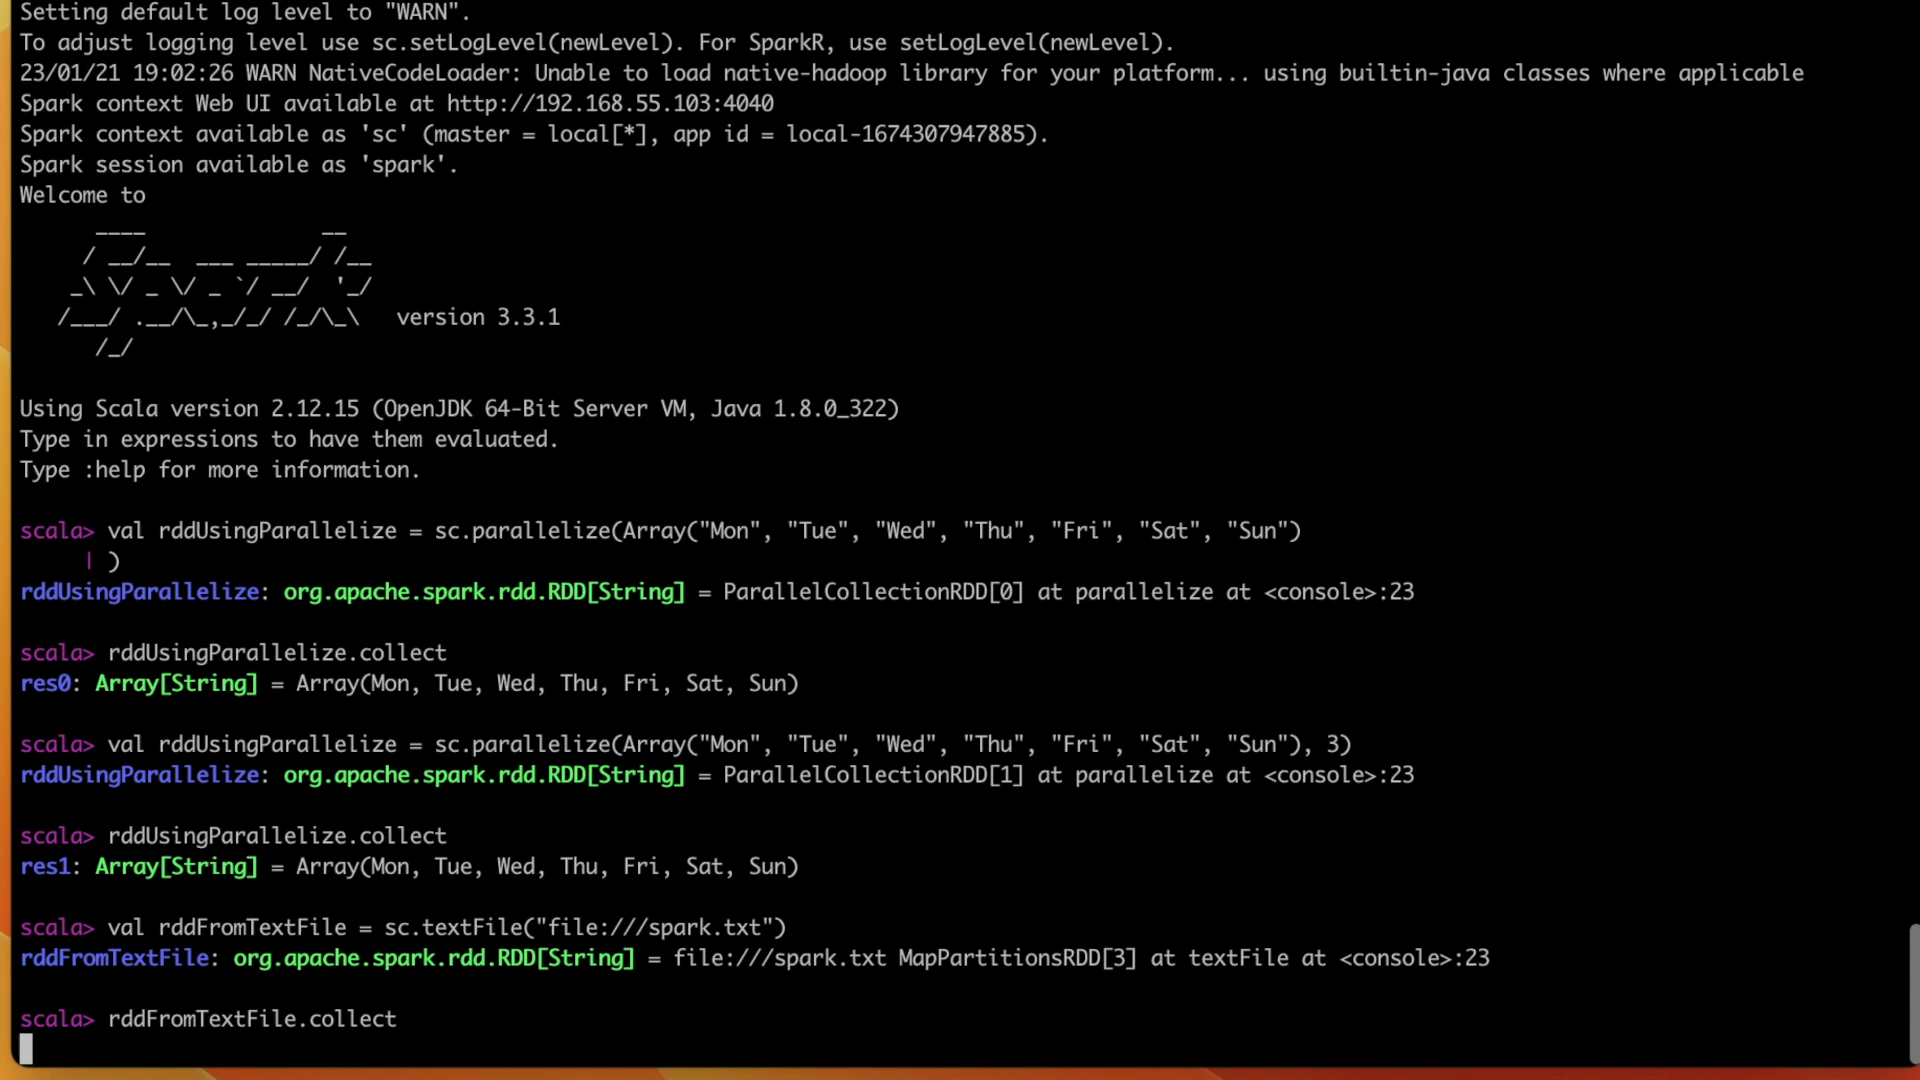 Setting default log level to "WARN".
To adjust logging level use sc.setLogLevel(newLevel). For SparkR, use setLogLevel(newLevel).
23/01/21 19:02:26 WARN NativeCodeLoader: Unable to load native-hadoop library for your platform... using builtin-java classes where applicable
Spark context Web UI available at http://192.168.55.103:4040
Spark context available as 'sc' (master = local[*], app id = local-1674307947885).
Spark session available as 'spark'.
Welcome to
      ____              __
     / __/__  ___ _____/ /__
    _\ \/ _ \/ _ `/ __/  '_/
   /___/ .__/\_,_/_/ /_/\_\   version 3.3.1
      /_/
Using Scala version 2.12.15 (OpenJDK 64-Bit Server VM, Java 1.8.0_322)
Type in expressions to have them evaluated.
Type :help for more information.
scala> val rddUsingParallelize = sc.parallelize(Array("Mon", "Tue", "Wed", "Thu", "Fri", "Sat", "Sun")
     | )
rddUsingParallelize: org.apache.spark.rdd.RDD[String] = ParallelCollectionRDD[0] at parallelize at <console>:23
scala> rddUsingParallelize.collect
res0: Array[String] = Array(Mon, Tue, Wed, Thu, Fri, Sat, Sun)
scala> val rddUsingParallelize = sc.parallelize(Array("Mon", "Tue", "Wed", "Thu", "Fri", "Sat", "Sun"), 3)
rddUsingParallelize: org.apache.spark.rdd.RDD[String] = ParallelCollectionRDD[1] at parallelize at <console>:23
scala> rddUsingParallelize.collect
res1: Array[String] = Array(Mon, Tue, Wed, Thu, Fri, Sat, Sun)
scala> val rddFromTextFile = sc.textFile("file:///spark.txt")
rddFromTextFile: org.apache.spark.rdd.RDD[String] = file:///spark.txt MapPartitionsRDD[3] at textFile at <console>:23
scala> rddFromTextFile.collect